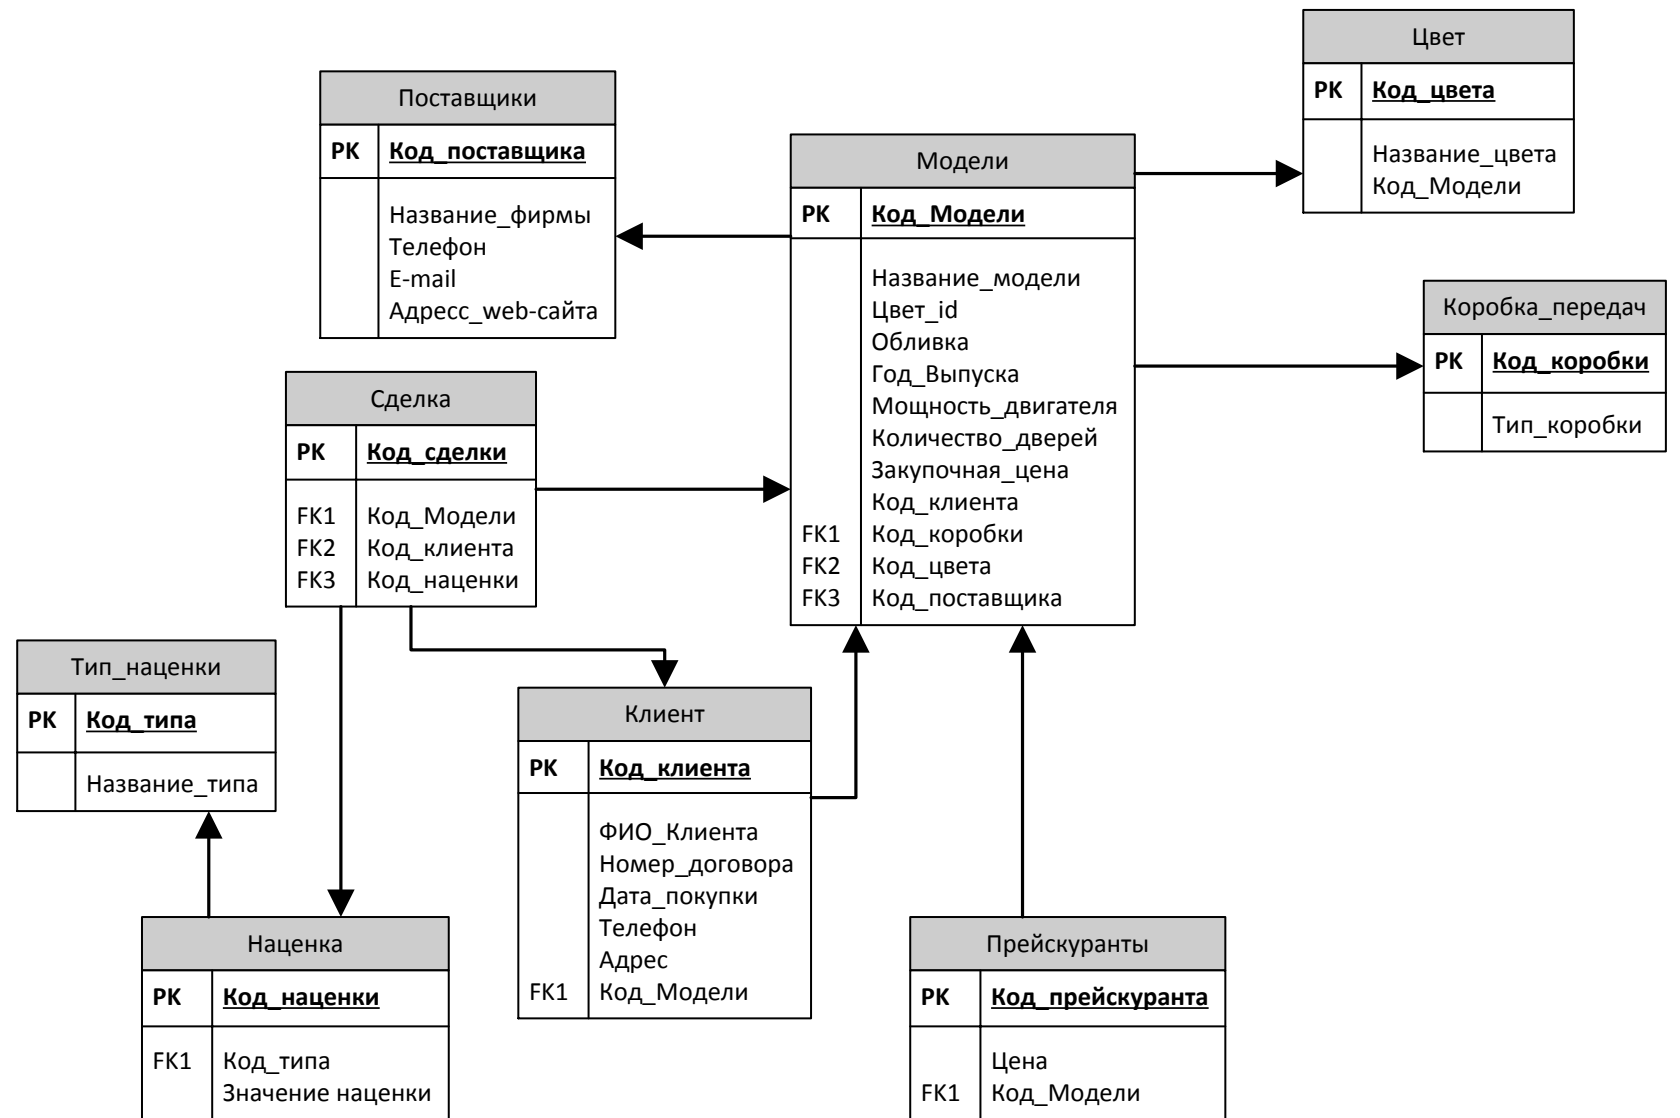 Цвет
PK Код_цвета
Название_цвета
Код_Модели
Поставщики
PK Код_поставщика
Название_фирмы
Телефон
E-mail
Адресс_web-сайта
Модели
PK Код_Модели
Название_модели
Цвет_id
Обливка
Год_Выпуска
Мощность_двигателя
Количество_дверей
Закупочная_цена
Код_клиента
FK1 Код_коробки
FK2 Код_цвета
FK3 Код_поставщика
Коробка_передач
PK Код_коробки
Тип_коробки
Сделка
PK Код_сделки
FK1 Код_Модели
FK2 Код_клиента
FK3 Код_наценки
Тип_наценки
PK Код_типа
Название_типа
Клиент
PK Код_клиента
ФИО_Клиента
Номер_договора
Дата_покупки
Телефон
Адрес
FK1 Код_Модели
Наценка
PK Код_наценки
FK1 Код_типа
Значение наценки
Прейскуранты
PK Код_прейскуранта
Цена
FK1 Код_Модели